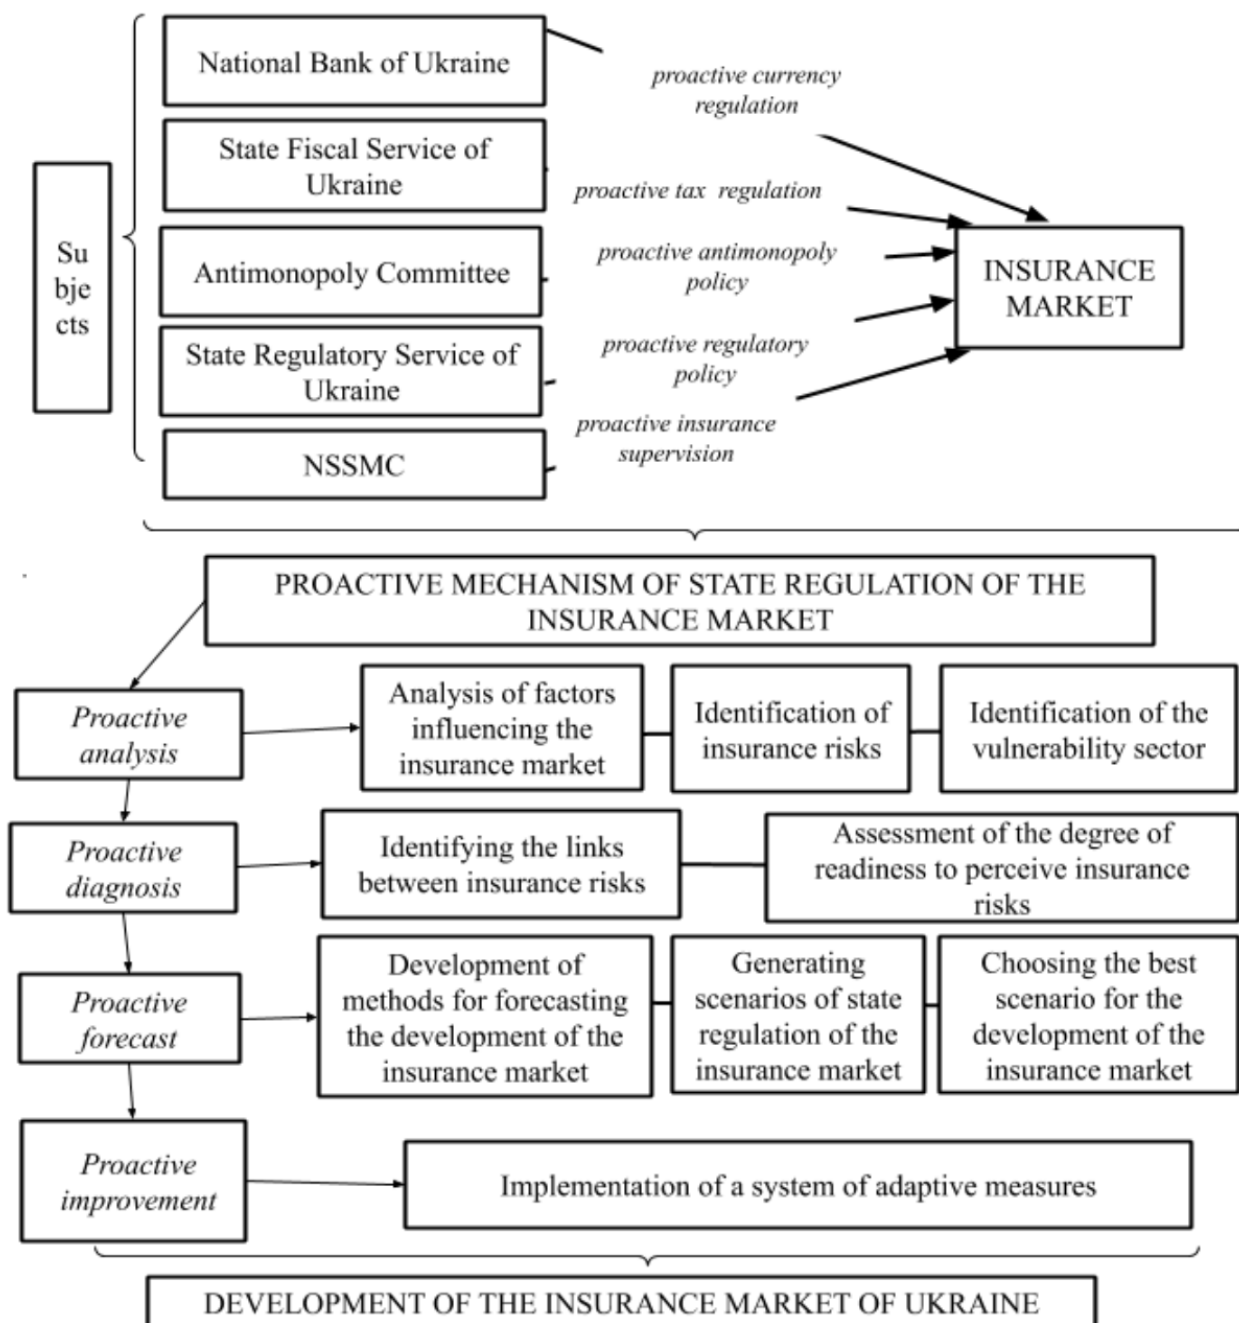 National Bank of Ukraine
proactive currency
regulation
State Fiscal Service of
Ukraine
proactive tax regulation
Su
bje
cts
Antimonopoly Committee
proactive antimonopoly
policy
INSURANCE
MARKET
State Regulatory Service of
Ukraine
proactive regulatory
policy
NSSMC
proactive insurance
supervision
PROACTIVE MECHANISM OF STATE REGULATION OF THE
INSURANCE MARKET
Proactive
analysis
Analysis of factors
influencing the
insurance market
Identification of
insurance risks
Identification of the
vulnerability sector
Proactive
diagnosis
Identifying the links
between insurance risks
Assessment of the degree of
readiness to perceive insurance
risks
Proactive
forecast
Development of
methods for forecasting
the development of the
insurance market
Generating
scenarios of state
regulation of the
insurance market
Choosing the best
scenario for the
development of the
insurance market
Proactive
improvement
Implementation of a system of adaptive measures
DEVELOPMENT OF THE INSURANCE MARKET OF UKRAINE